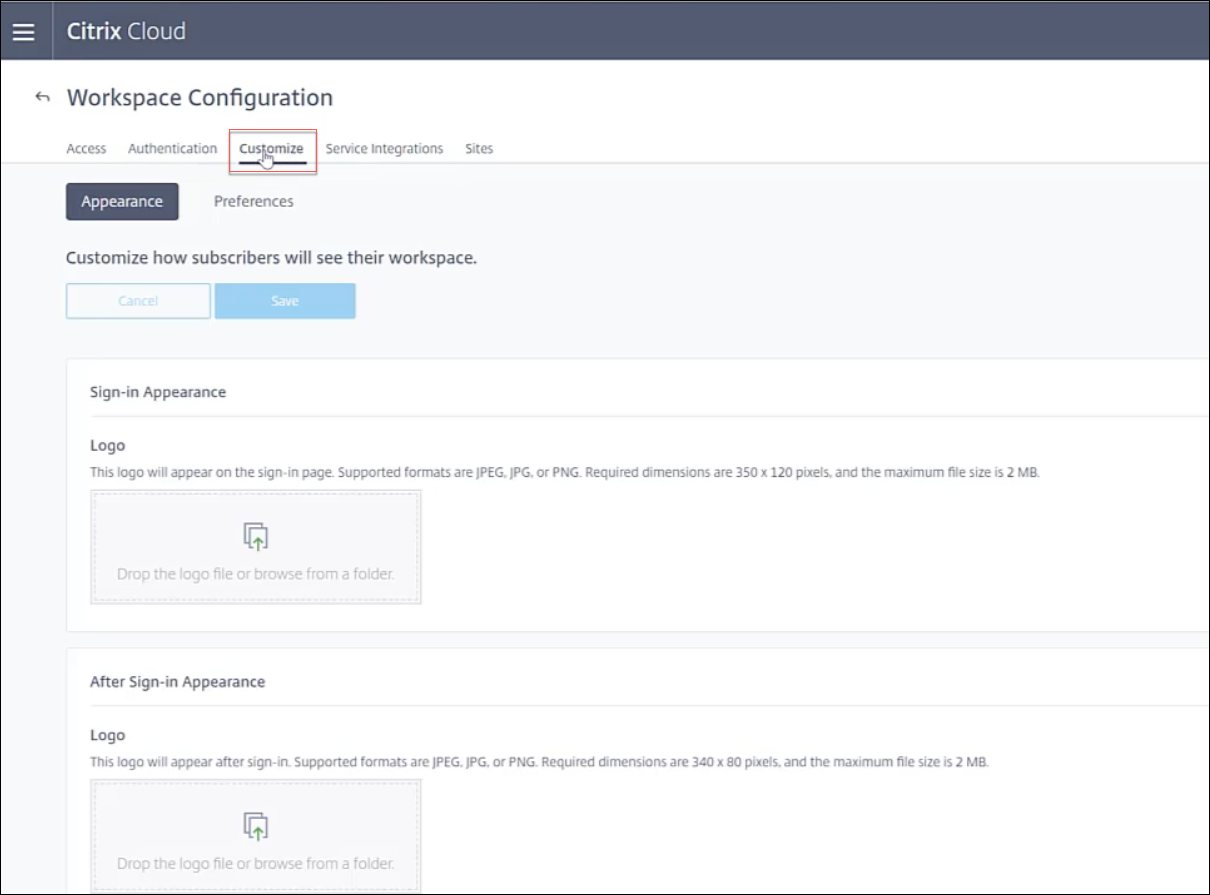 Citrix Cloud
Workspace Configuration
Access Authentication Customize Service Integrations Sites
Appearance Preferences
Customize how subscribers will see their workspace.
Cancel Save
Sign-in Appearance
Logo
This logo will appear on the sign-in page. Supported formats are JPEG, JPG, or PNG. Required dimensions are 350 x 120 pixels, and the maximum file size is 2 MB.
Drop the logo file or browse from a folder.
After Sign-in Appearance
Logo
This logo will appear after sign-in. Supported formats are JPEG, JPG, or PNG. Required dimensions are 340 x 80 pixels, and the maximum file size is 2 MB.
Drop the logo file or browse from a folder.